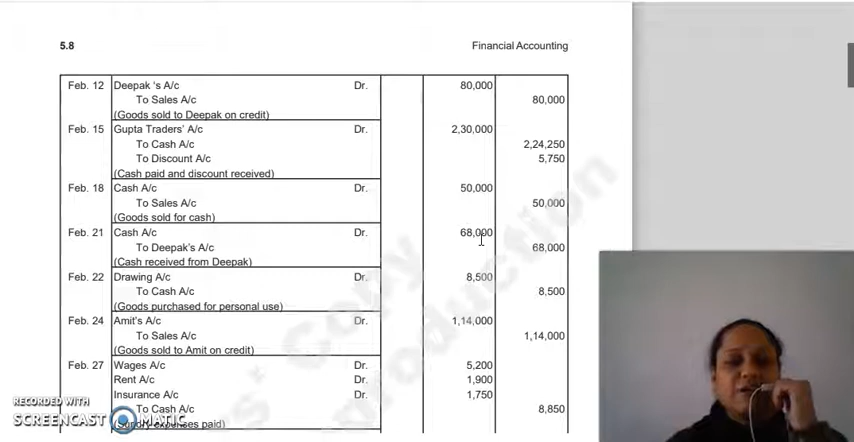 5.8 Financial Accounting
Feb. 12 Deepak 's A/c Dr. 80,000
To Sales A/c 80,000
(Goods sold to Deepak on credit)
Feb. 15 Gupta Traders' A/c Dr. 2,30,000
To Cash A/c 2,24,250
To Discount A/c 5,750
(Cash paid and discount received)
Feb. 18 Cash A/c Dr. 50,000
To Sales A/c 50,000
(Goods sold for cash)
Feb. 21 Cash A/c Dr. 68,000
To Deepak's A/c 68,000
(Cash received from Deepak)
Feb. 22 Drawing A/c Dr. 8,500
To Cash A/c 8,500
(Goods purchased for personal use)
Feb. 24 Amit's A/c Dr. 1,14,000
To Sales A/c 1,14,000
(Goods sold to Amit on credit)
Feb. 27 Wages A/c Dr. 5,200
Rent A/c Dr. 1,900
Insurance A/c Dr. 1,750
To Cash A/c 8,850
(Sundry expenses paid)
RECORDED WITH
SCREENCAST MATIC